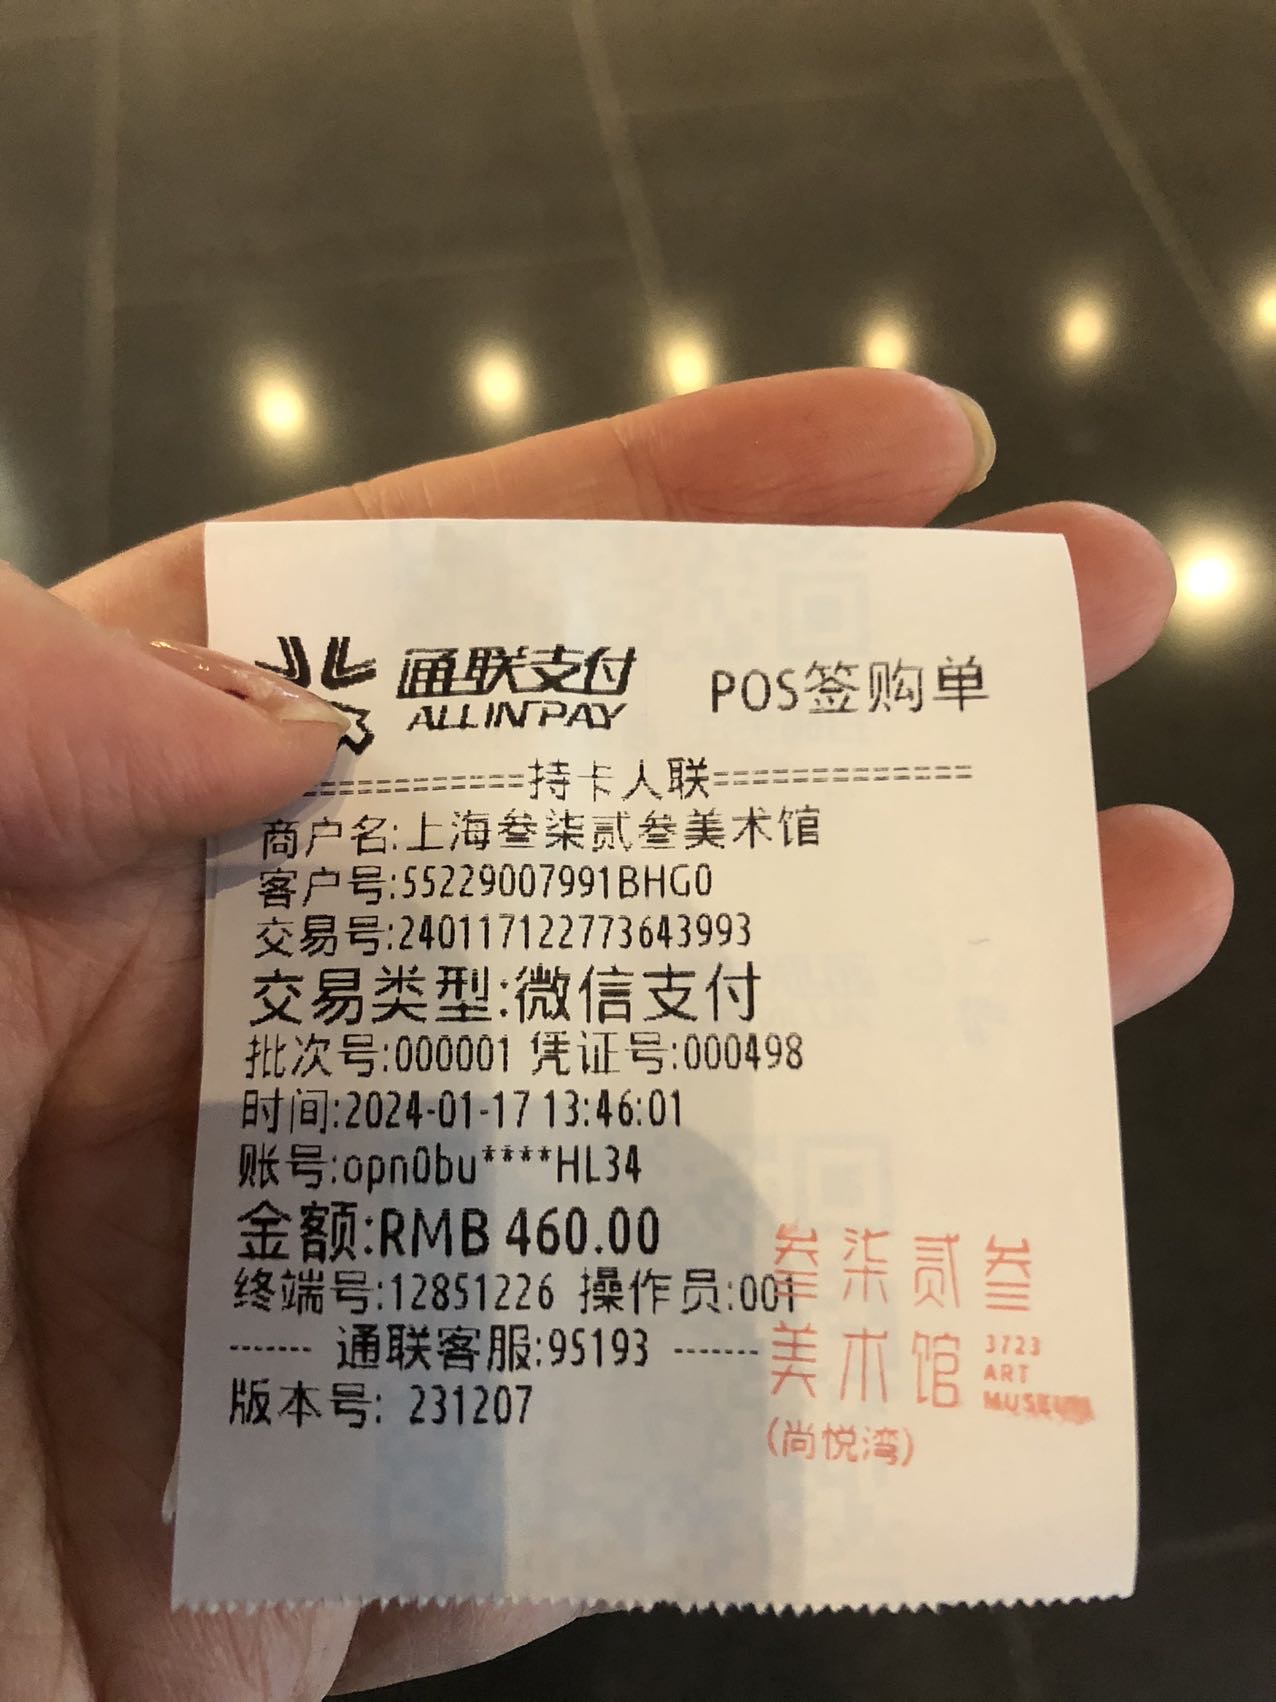 通联支付 POS签购单
ALLINPAY
============持卡人联==============
商户名:上海叁柒贰叁美术馆
客户号:55229007991BHG0
交易号:240117122773643993
交易类型:微信支付
批次号:000001 凭证号:000498
时间:2024-01-17 13:46:01
账号:opn0bu****HL34
金额:RMB 460.00
终端号:12851226 操作员:001
------- 通联客服:95193 -------
版本号: 231207
叁柒贰叁
美术馆
3723
ART
MUSEUM
(尚悦湾)